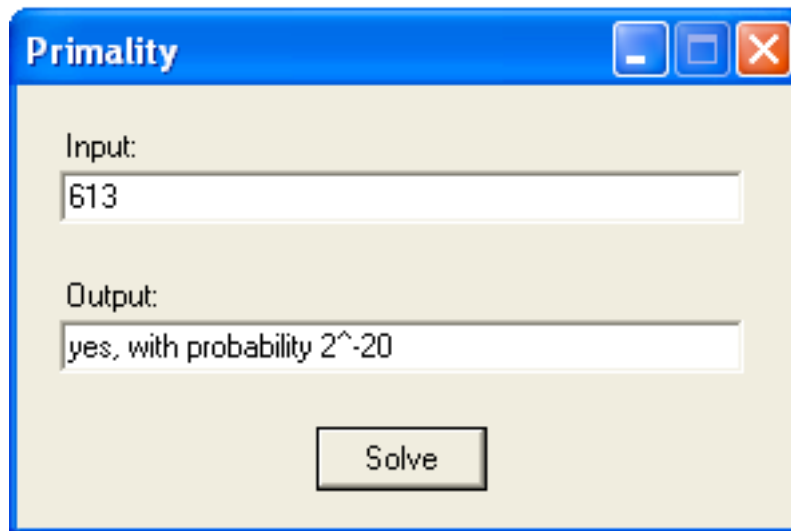 Primality
Input:
613
Output:
yes, with probability 2^-20
Solve